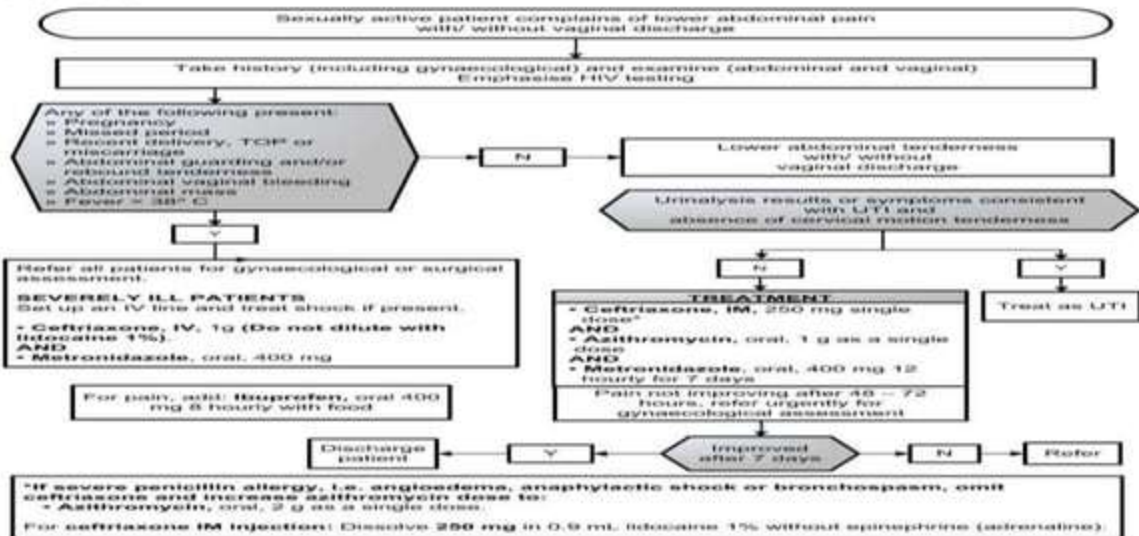 Sexually active patient complains of lower abdominal pain
with/ without vaginal discharge
Take history (including gynaecological) and examine (abdominal and vaginal)
Emphasise HIV testing
Any of the following present:
» Pregnancy
» Missed period
» Recent delivery, TOP or
miscarriage
» Abdominal guarding and/or
rebound tenderness
» Abdominal vaginal bleeding
» Abdominal mass
» Fever = 38° C
N
Lower abdominal tenderness
with/ without
vaginal discharge
Urinalysis results or symptoms consistent
with UTI and
absence of cervical motion tenderness
Y
Refer all patients for gynaecological or surgical
assessment.
SEVERELY ILL PATIENTS
Set up an IV line and treat shock if present.
• Ceftriaxone, IV, 1g (Do not dilute with
lidocaine 1%).
AND
• Metronidazole, oral, 400 mg
N
Y
TREATMENT
• Ceftriaxone, IM, 250 mg single
dose*
AND
• Azithromycin, oral, 1 g as a single
dose
AND
• Metronidazole, oral, 400 mg 12
hourly for 7 days
Treat as UTI
Pain not improving after 48 – 72
hours, refer urgently for
gynaecological assessment
For pain, add: Ibuprofen, oral 400
mg 8 hourly with food
Discharge
patient
Y
Improved
after 7 days
N
Refer
*If severe penicillin allergy, i.e. angioedema, anaphylactic shock or bronchospasm, omit
ceftriaxone and increase azithromycin dose to:
• Azithromycin, oral, 2 g as a single dose.
For ceftriaxone IM injection: Dissolve 250 mg in 0.9 mL lidocaine 1% without epinephrine (adrenaline).